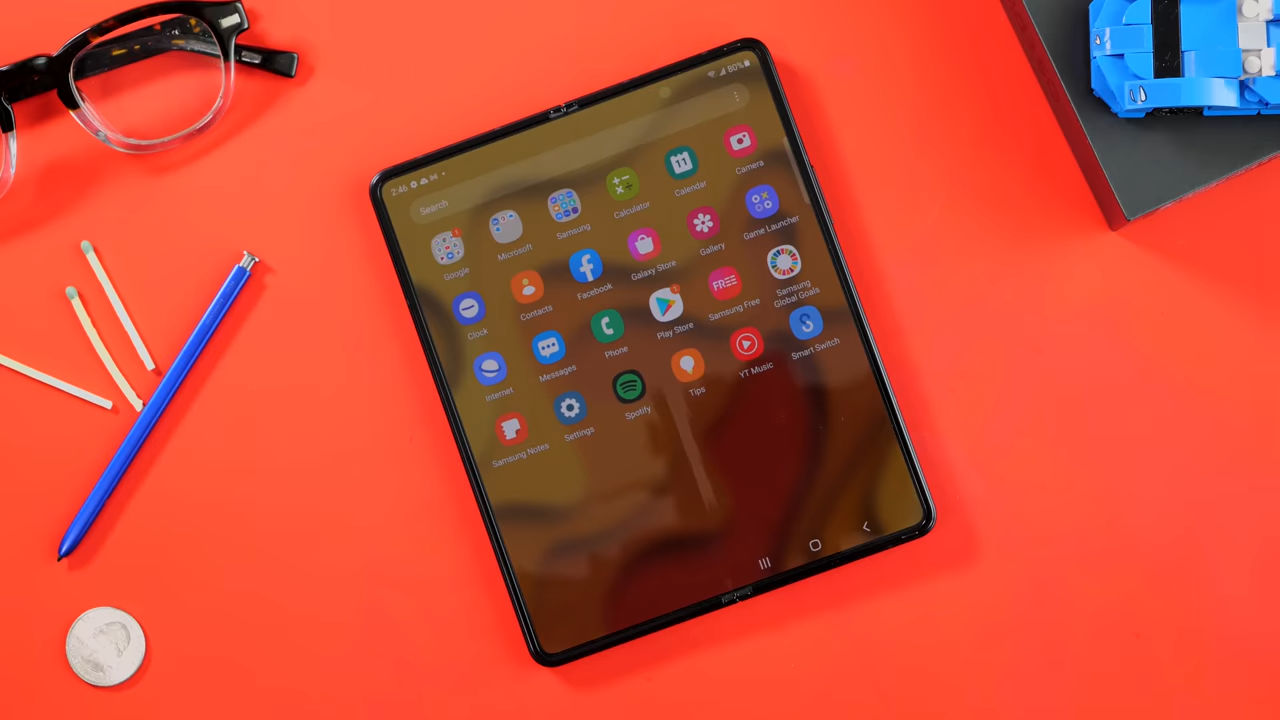 2:46
80%
Search
Google
Microsoft
Samsung
Calculator
11
Calendar
Camera
Clock
Contacts
Facebook
Galaxy Store
Gallery
Game Launcher
Internet
Messages
Phone
1
Play Store
FREE
Samsung Free
Samsung
Global Goals
Samsung Notes
Settings
Spotify
Tips
YT Music
Smart Switch